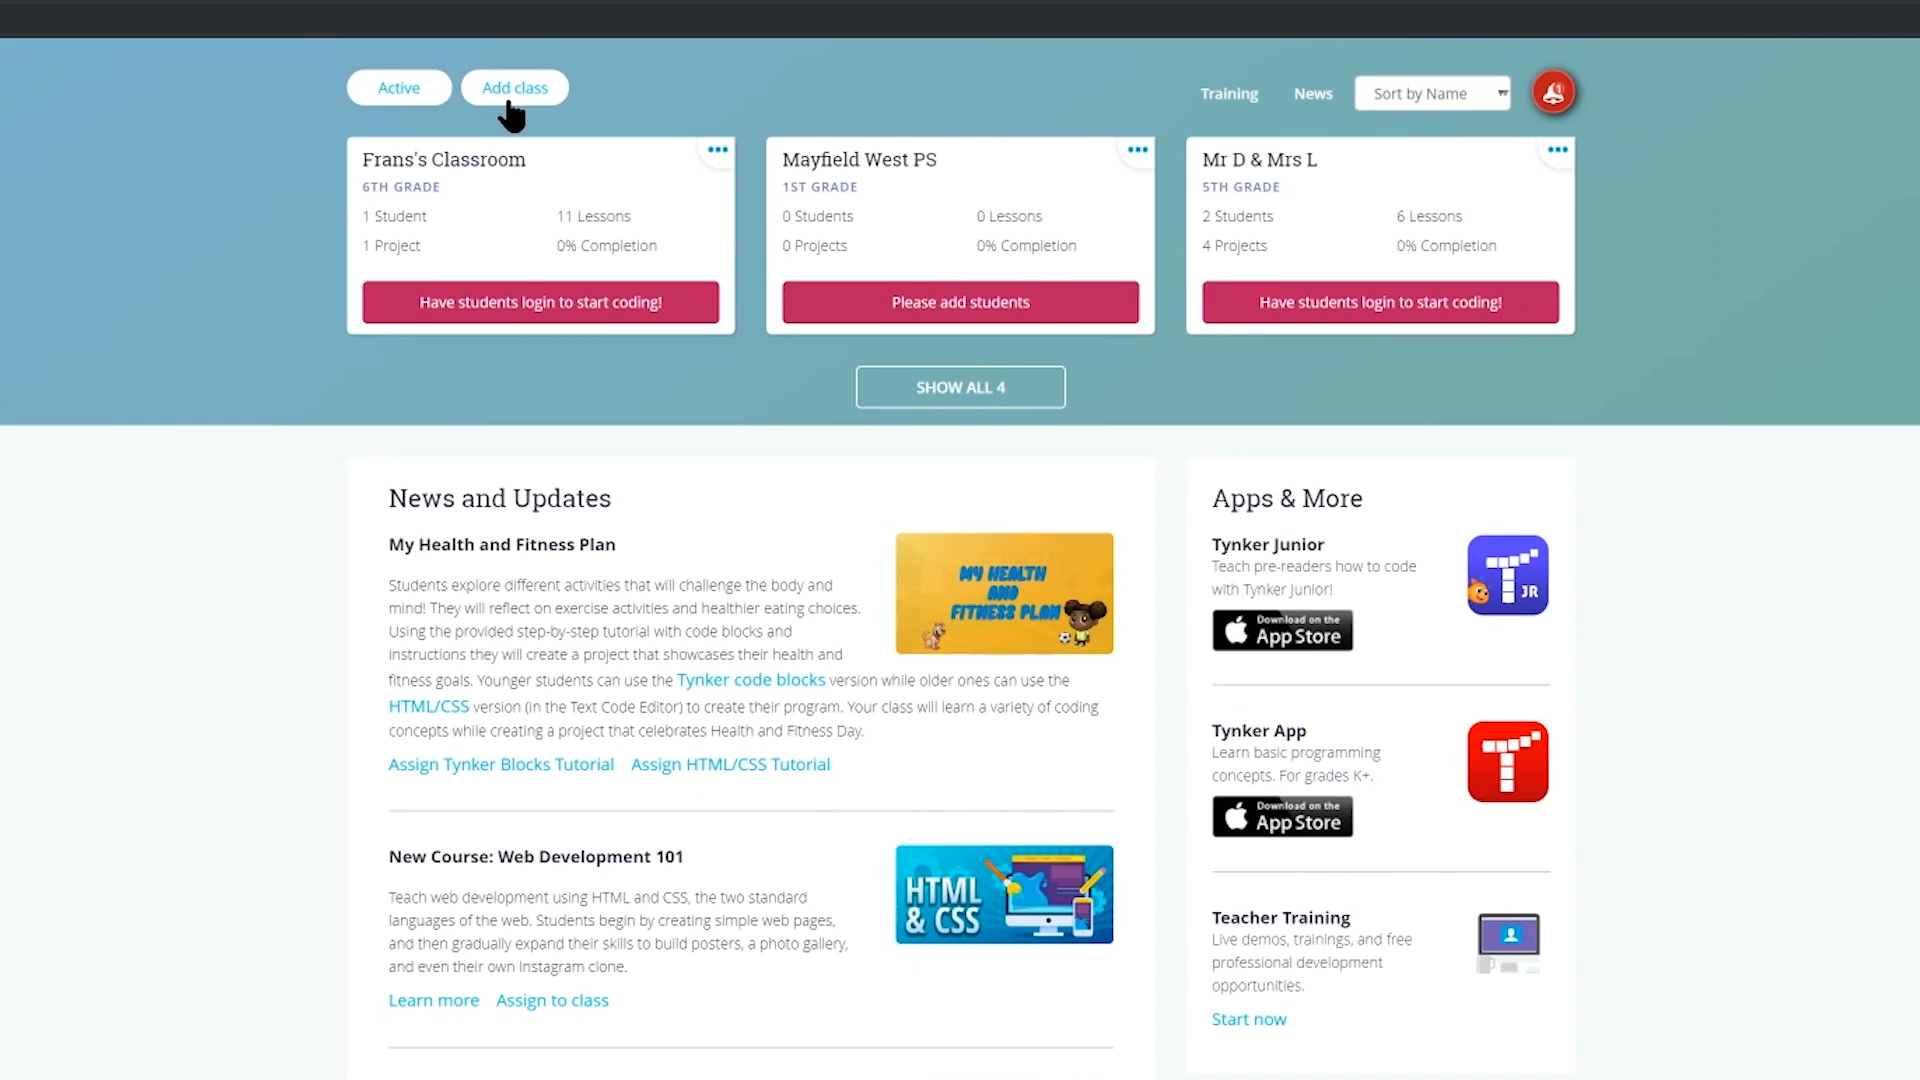 Active
Add class
Training
News
Sort by Name
1
Frans's Classroom
6TH GRADE
1 Student
11 Lessons
1 Project
0% Completion
Have students login to start coding!
Mayfield West PS
1ST GRADE
0 Students
0 Lessons
0 Projects
0% Completion
Please add students
Mr D & Mrs L
5TH GRADE
2 Students
6 Lessons
4 Projects
0% Completion
Have students login to start coding!
SHOW ALL 4
News and Updates
My Health and Fitness Plan
Students explore different activities that will challenge the body and
mind! They will reflect on exercise activities and healthier eating choices.
Using the provided step-by-step tutorial with code blocks and
instructions they will create a project that showcases their health and
fitness goals. Younger students can use the Tynker code blocks version while older ones can use the
HTML/CSS version (in the Text Code Editor) to create their program. Your class will learn a variety of coding
concepts while creating a project that celebrates Health and Fitness Day.
Assign Tynker Blocks Tutorial
Assign HTML/CSS Tutorial
MY HEALTH
AND
FITNESS PLAN
New Course: Web Development 101
Teach web development using HTML and CSS, the two standard
languages of the web. Students begin by creating simple web pages,
and then gradually expand their skills to build posters, a photo gallery,
and even their own Instagram clone.
Learn more
Assign to class
HTML
& CSS
Apps & More
Tynker Junior
Teach pre-readers how to code
with Tynker Junior!
Download on the
App Store
JR
Tynker App
Learn basic programming
concepts. For grades K+.
Download on the
App Store
Teacher Training
Live demos, trainings, and free
professional development
opportunities.
Start now